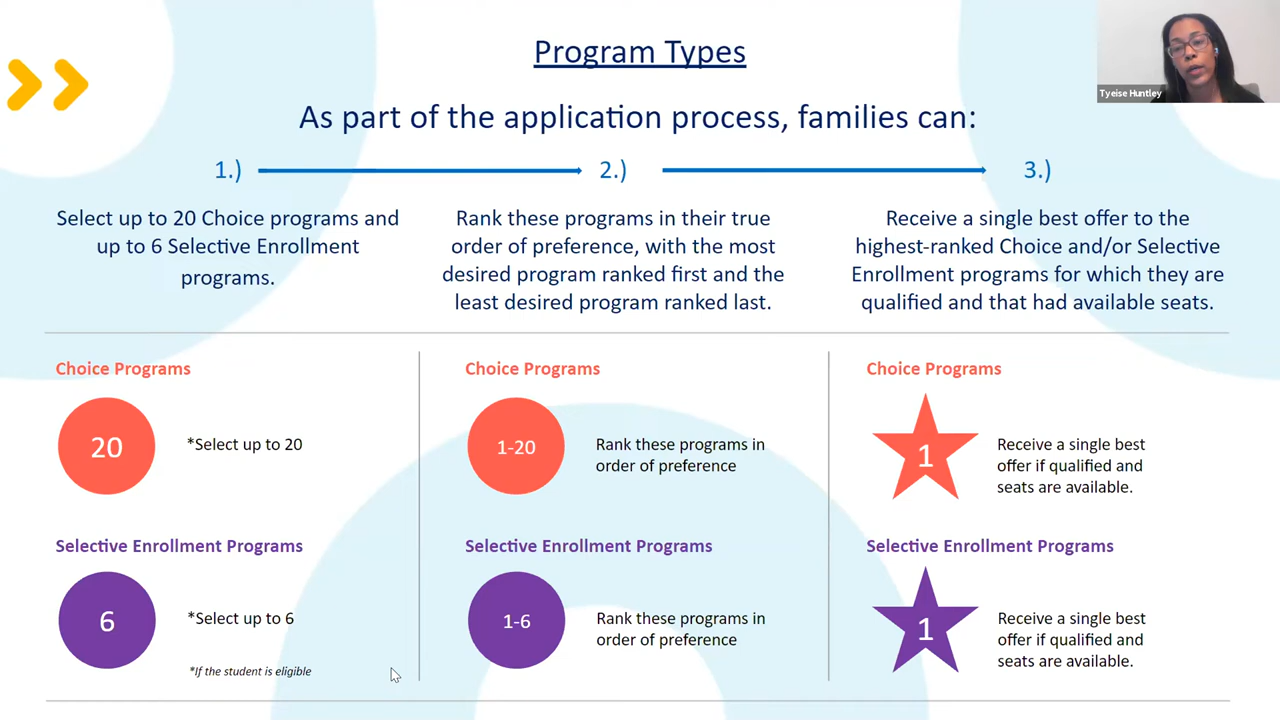 Program Types
Tyeise Huntley
As part of the application process, families can:
1.)
2.)
3.)
Select up to 20 Choice programs and
up to 6 Selective Enrollment
programs.
Rank these programs in their true
order of preference, with the most
desired program ranked first and the
least desired program ranked last.
Receive a single best offer to the
highest-ranked Choice and/or Selective
Enrollment programs for which they are
qualified and that had available seats.
Choice Programs
20
*Select up to 20
Selective Enrollment Programs
6
*Select up to 6
*If the student is eligible
Choice Programs
1-20
Rank these programs in
order of preference
Selective Enrollment Programs
1-6
Rank these programs in
order of preference
Choice Programs
1
Receive a single best
offer if qualified and
seats are available.
Selective Enrollment Programs
1
Receive a single best
offer if qualified and
seats are available.